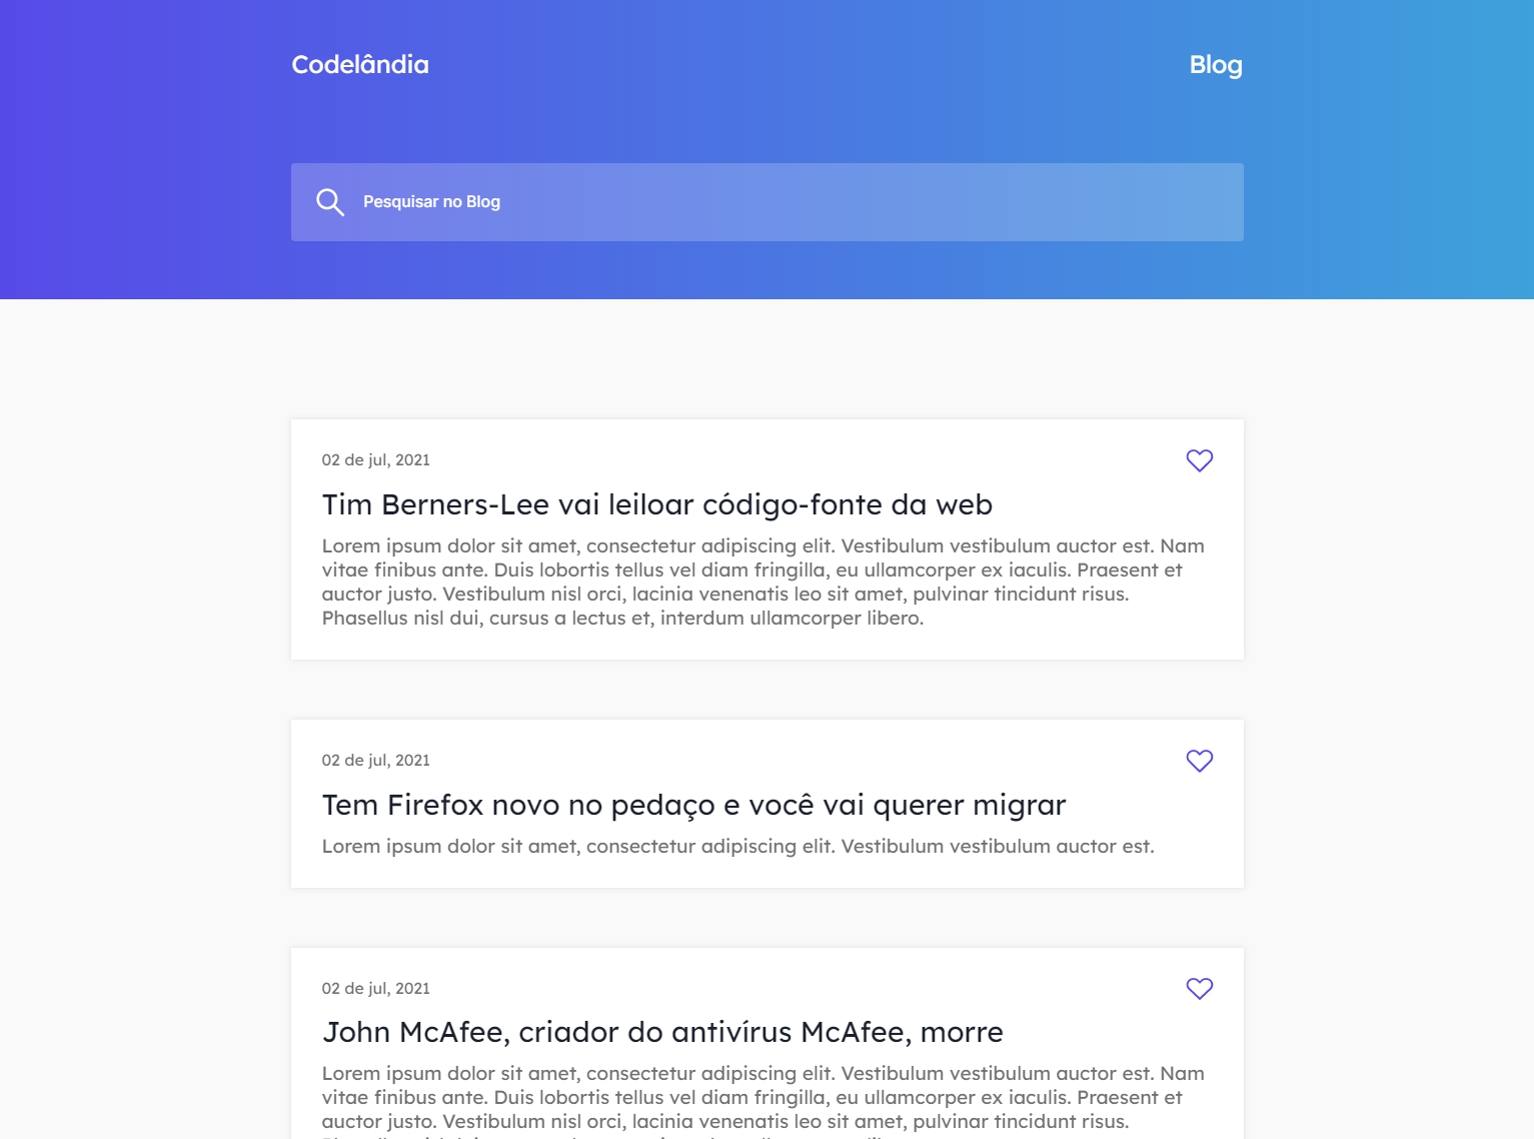 Codelândia
Blog
Pesquisar no Blog
02 de jul, 2021
Tim Berners-Lee vai leiloar código-fonte da web
Lorem ipsum dolor sit amet, consectetur adipiscing elit. Vestibulum vestibulum auctor est. Nam
vitae finibus ante. Duis lobortis tellus vel diam fringilla, eu ullamcorper ex iaculis. Praesent et
auctor justo. Vestibulum nisl orci, lacinia venenatis leo sit amet, pulvinar tincidunt risus.
Phasellus nisl dui, cursus a lectus et, interdum ullamcorper libero.
02 de jul, 2021
Tem Firefox novo no pedaço e você vai querer migrar
Lorem ipsum dolor sit amet, consectetur adipiscing elit. Vestibulum vestibulum auctor est.
02 de jul, 2021
John McAfee, criador do antivírus McAfee, morre
Lorem ipsum dolor sit amet, consectetur adipiscing elit. Vestibulum vestibulum auctor est. Nam
vitae finibus ante. Duis lobortis tellus vel diam fringilla, eu ullamcorper ex iaculis. Praesent et
auctor justo. Vestibulum nisl orci, lacinia venenatis leo sit amet, pulvinar tincidunt risus.